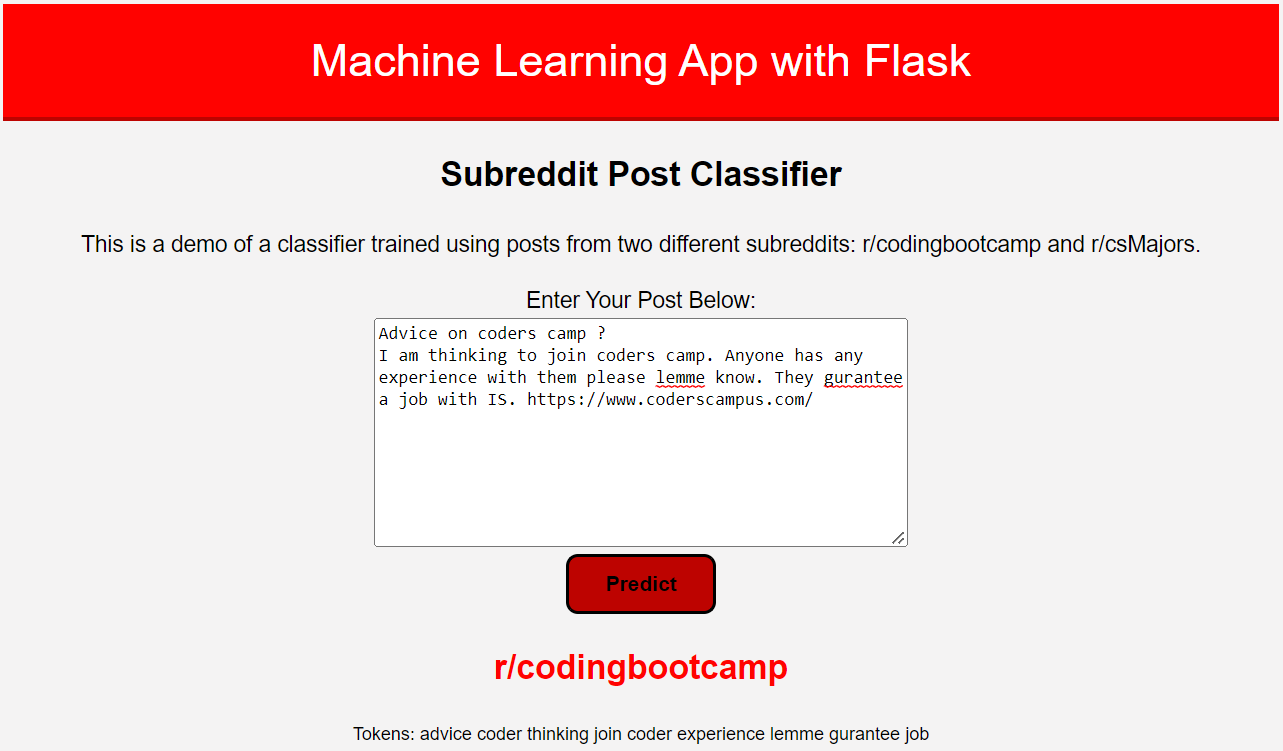 Machine Learning App with Flask
Subreddit Post Classifier
This is a demo of a classifier trained using posts from two different subreddits: r/codingbootcamp and r/csMajors.
Enter Your Post Below:
Advice on coders camp ?
I am thinking to join coders camp. Anyone has any
experience with them please lemme know. They gurantee
a job with IS. https://www.coderscampus.com/
Predict
r/codingbootcamp
Tokens: advice coder thinking join coder experience lemme gurantee job